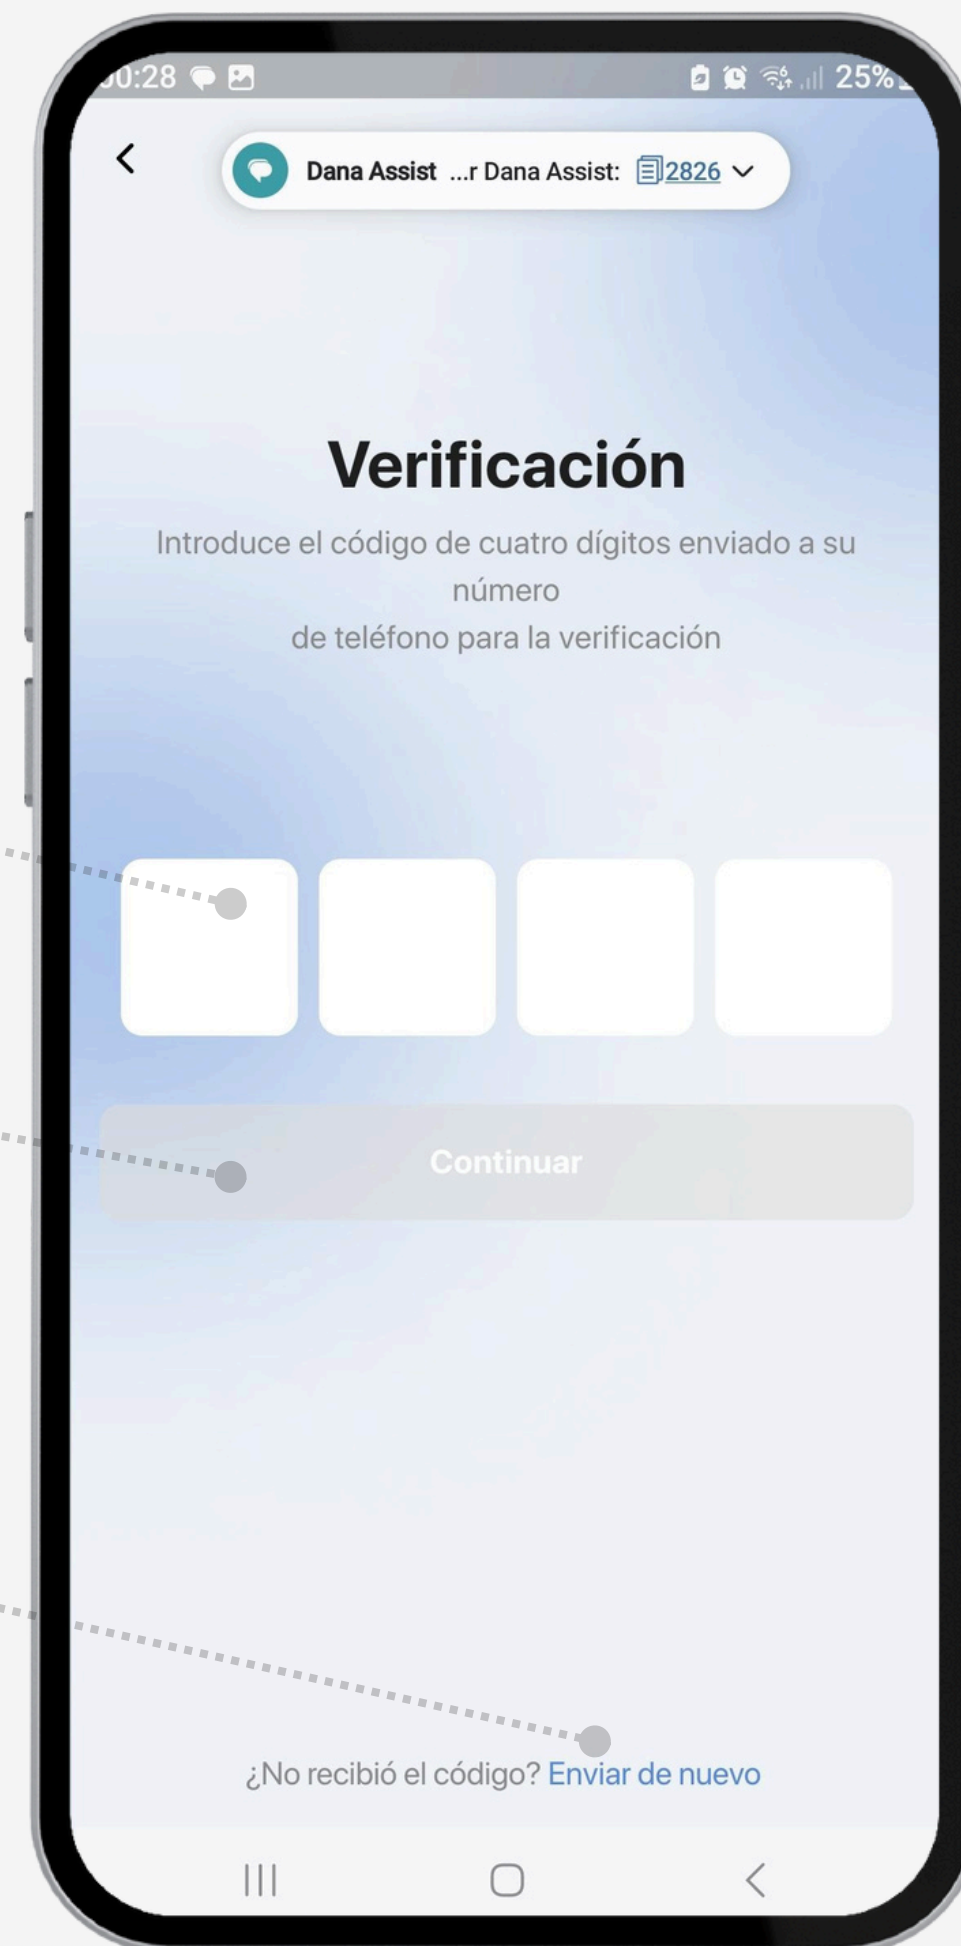 0:28 25%
Dana Assist ...r Dana Assist: 2826
Verificación
Introduce el código de cuatro dígitos enviado a su
número
de teléfono para la verificación
Continuar
¿No recibió el código? Enviar de nuevo